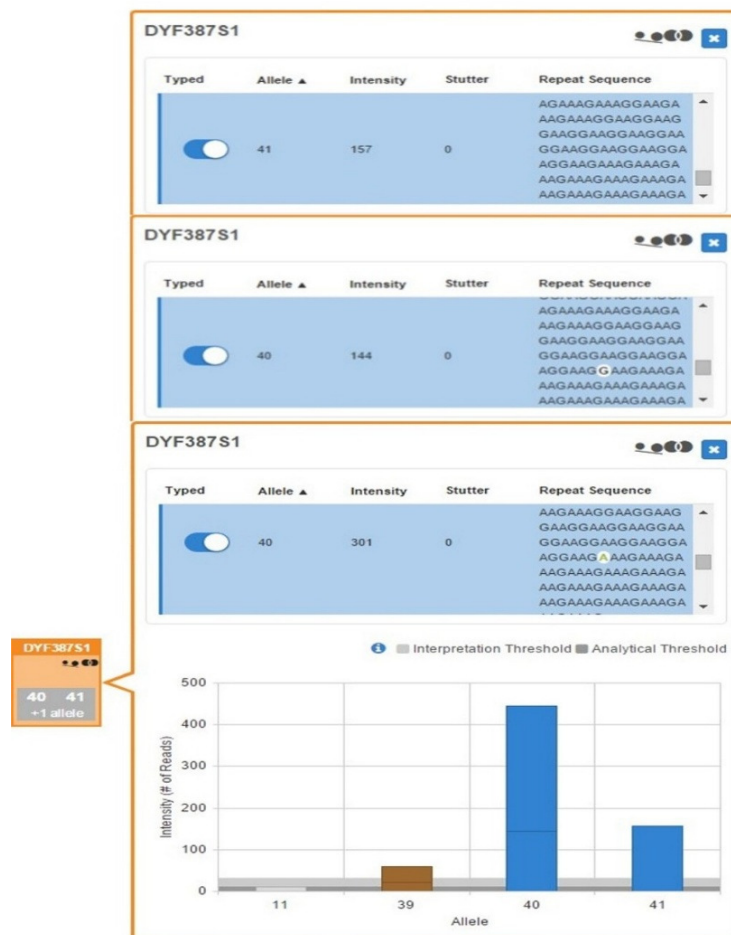 DYF387S1
Typed Allele ▲ Intensity Stutter Repeat Sequence
AGAAAGAAAGGAAGA
AAGAAAGGAAGGAAG
GAAGGAAGGAAGGAA
41 157 0 GGAAGGAAGGAAGGA
AGGAAGAAAGAAAGA
AAGAAAGAAAGAAAGA
AAGAAAGAAAGAAAGA
DYF387S1
Typed Allele ▲ Intensity Stutter Repeat Sequence
AGAAAGAAAGGAAGA
AAGAAAGGAAGGAAG
GAAGGAAGGAAGGAA
40 144 0 GGAAGGAAGGAAGGA
AGGAAGGAAGAAAGA
AAGAAAGAAAGAAAGA
AAGAAAGAAAGAAAGA
DYF387S1
Typed Allele ▲ Intensity Stutter Repeat Sequence
AAGAAAGGAAGGAAG
GAAGGAAGGAAGGAA
40 301 0 GGAAGGAAGGAAGGA
AGGAAGAAAGAAAGA
AAGAAAGAAAGAAAGA
AAGAAAGAAAGAAAGA
AAGAAAGAAAGAAAGA
DYF387S1
40 41
+1 allele
Interpretation Threshold Analytical Threshold
Intensity (# of Reads)
500
400
300
200
100
0
11 39 40 41
Allele